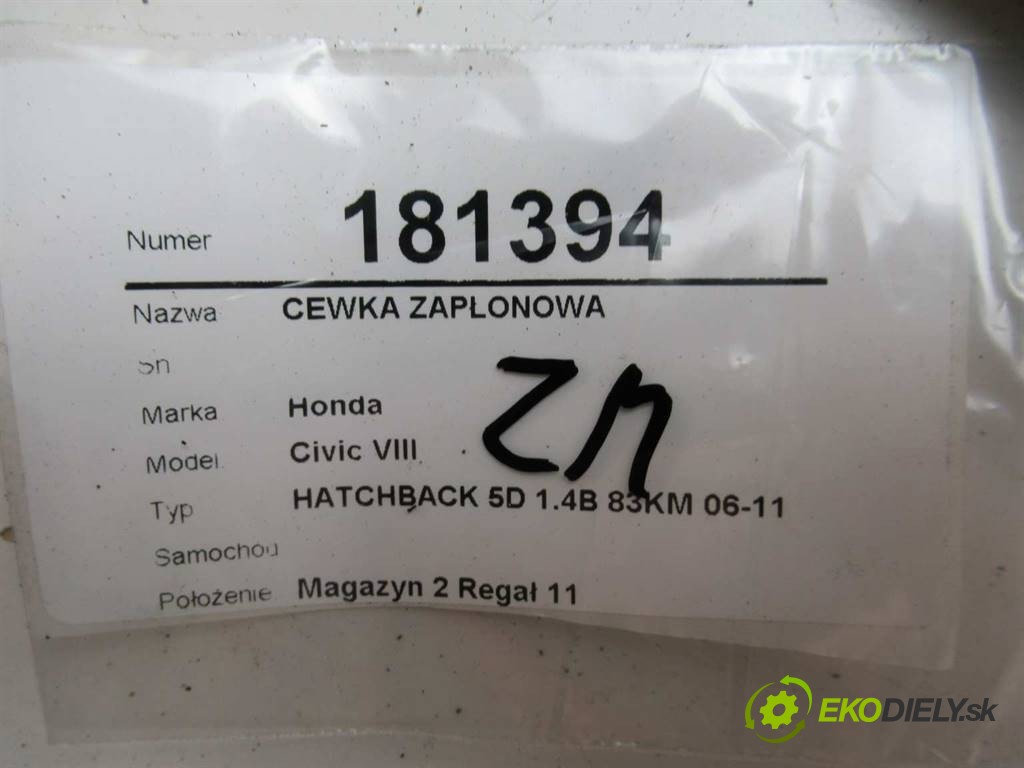 Numer 181394
Nazwa CEWKA ZAPŁONOWA
Sn
Marka Honda
Model Civic VIII
ZM
Typ HATCHBACK 5D 1.4B 83KM 06-11
Samochod
Położenie Magazyn 2 Regał 11
EKODIELY.sk